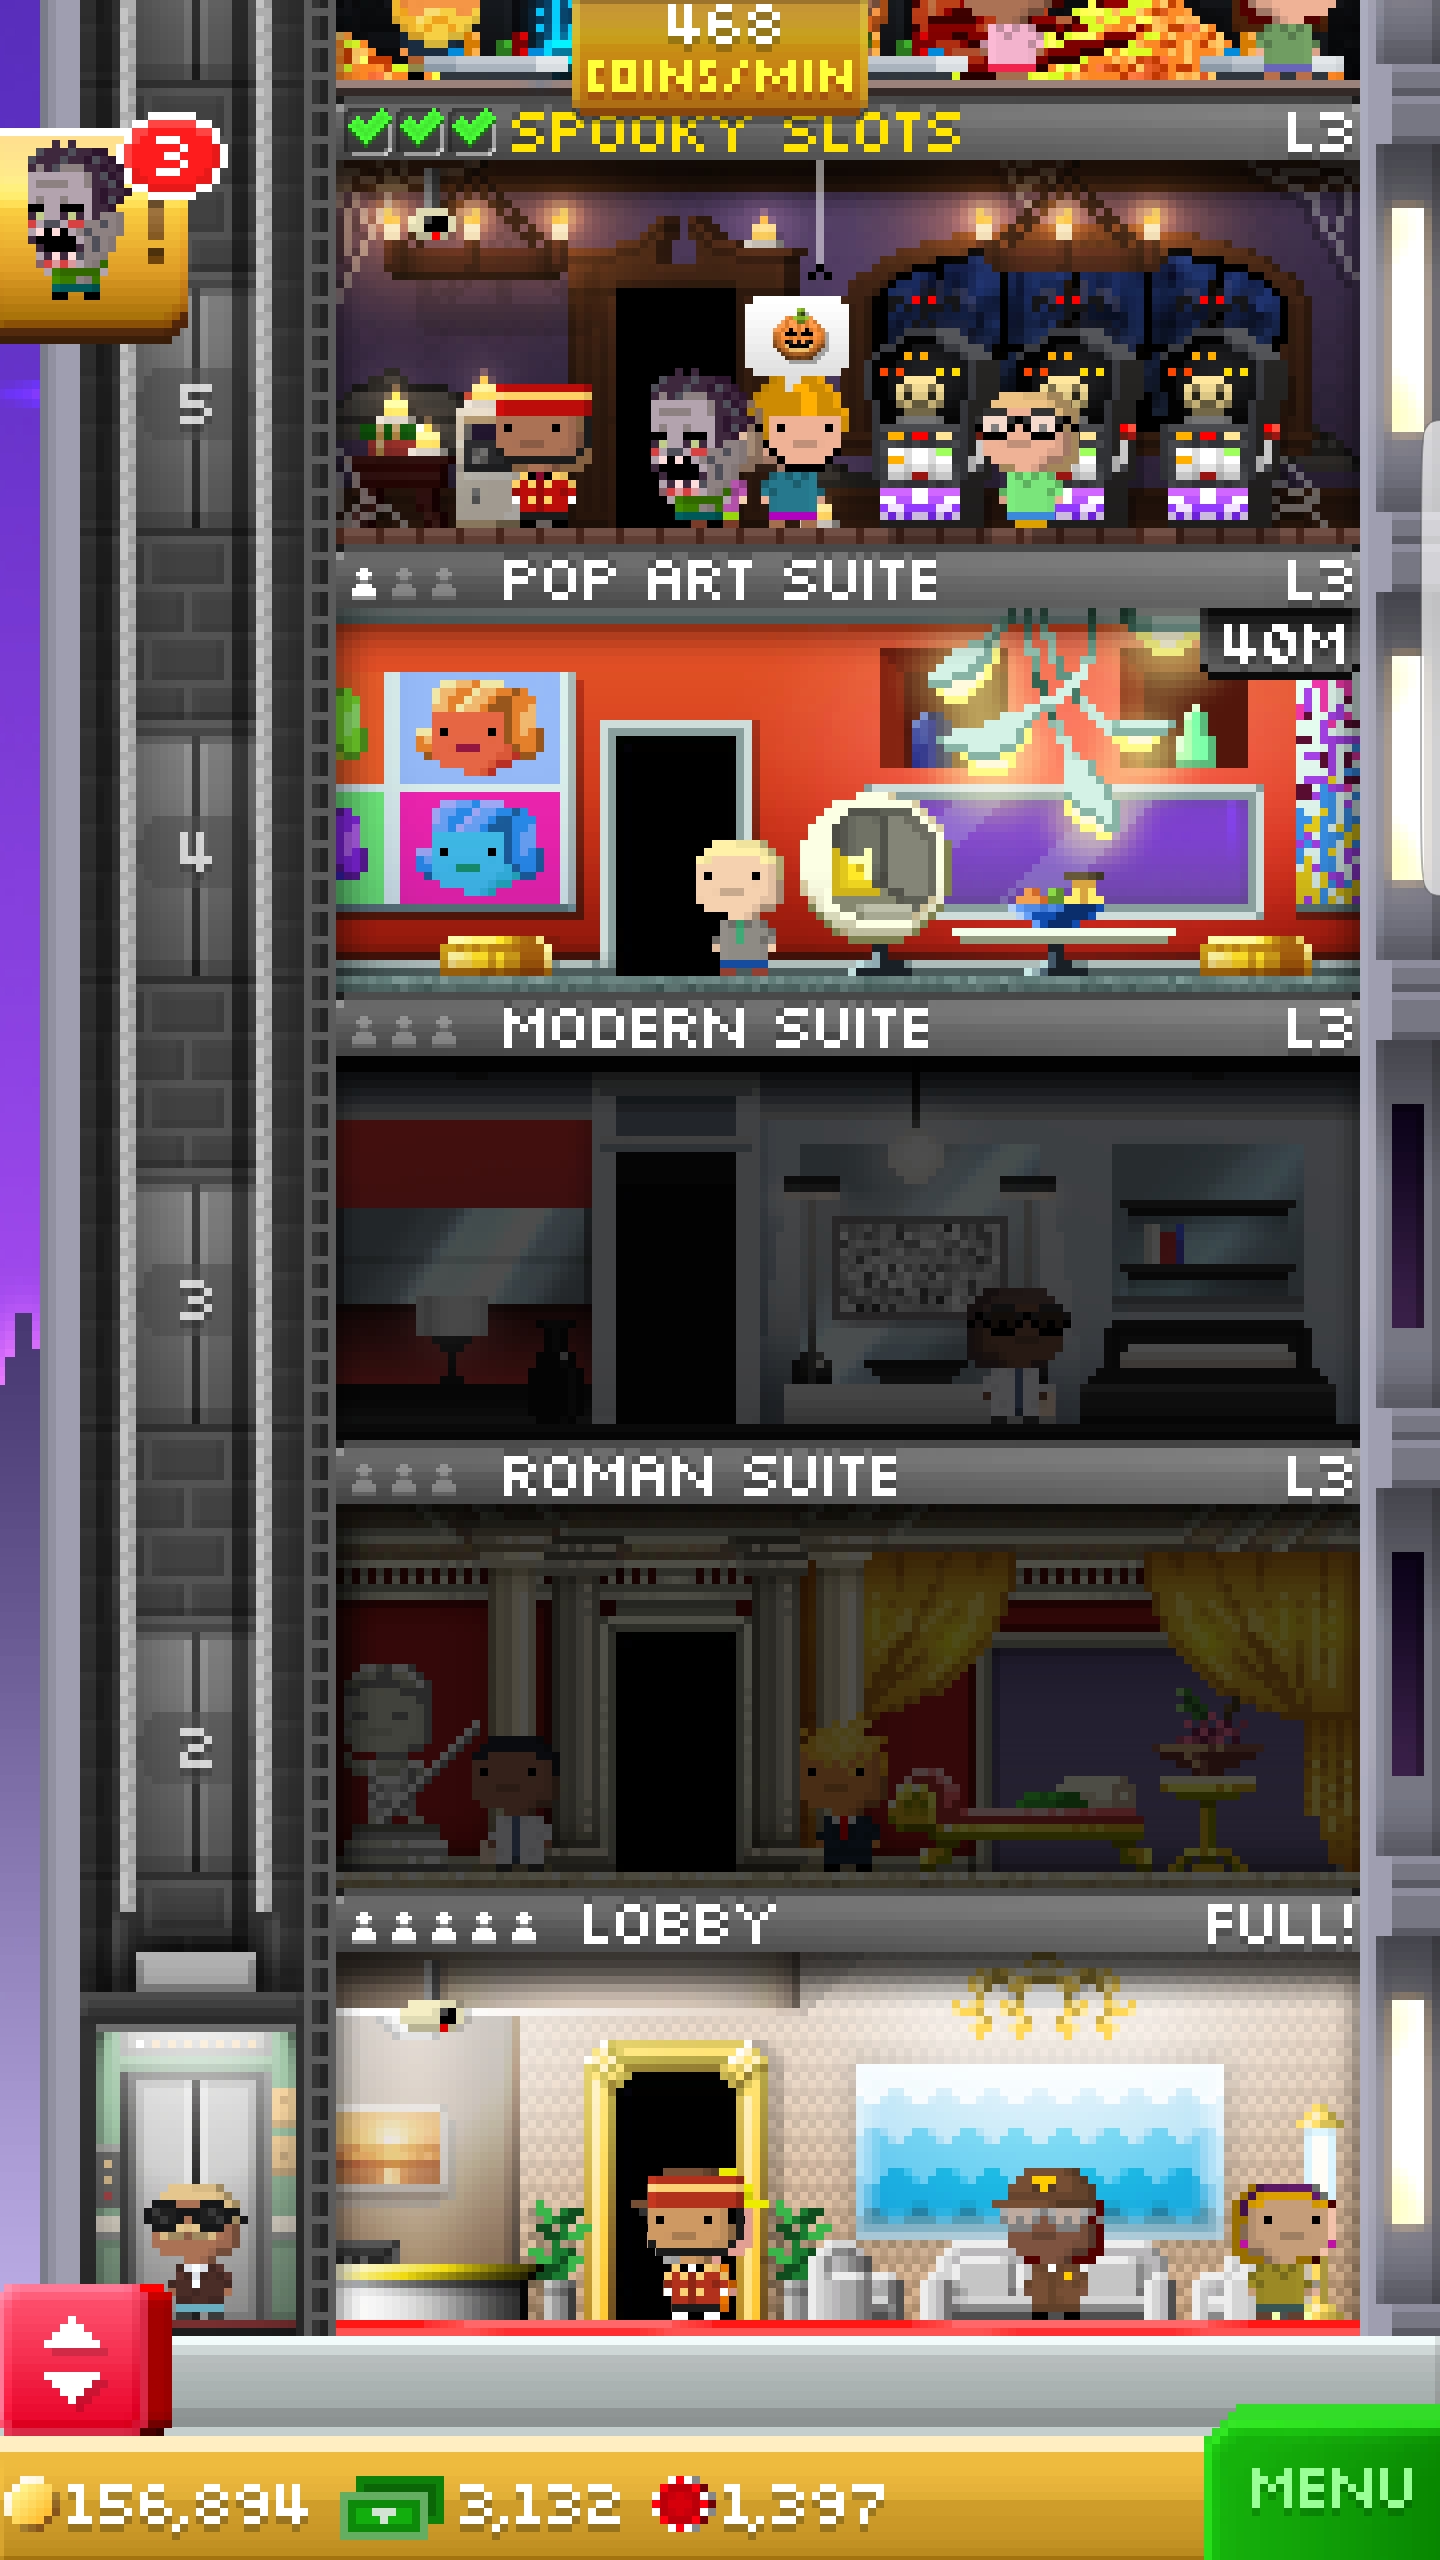 468
COINS/MIN
SPOOKY SLOTS L3
3
!
5
POP ART SUITE L3
40M
4
MODERN SUITE L3
3
ROMAN SUITE L3
2
LOBBY FULL!
MENU
156,894 3,132 1,397